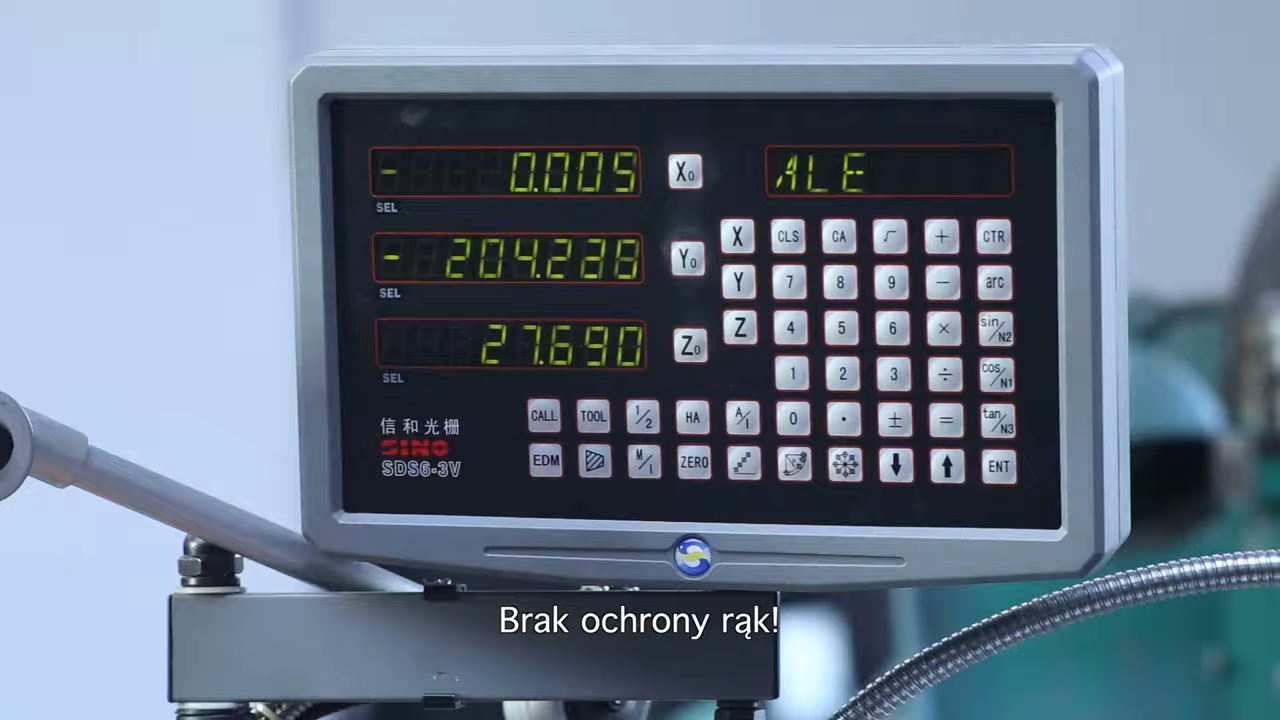 - 0.005 X₀ ALE
SEL
- 204.238 Y₀
SEL
27.690 Z₀
SEL
X CLS CA √ + CTR
Y 7 8 9 − arc
Z 4 5 6 × sin/N2
1 2 3 ÷ cos/N1
CALL TOOL 1/2 HA A/I 0 · ± = tan/N3
EDM M/I ZERO ⬇ ⬆ ENT
信和光栅
SINO
SDS6-3V
Brak ochrony rąk!